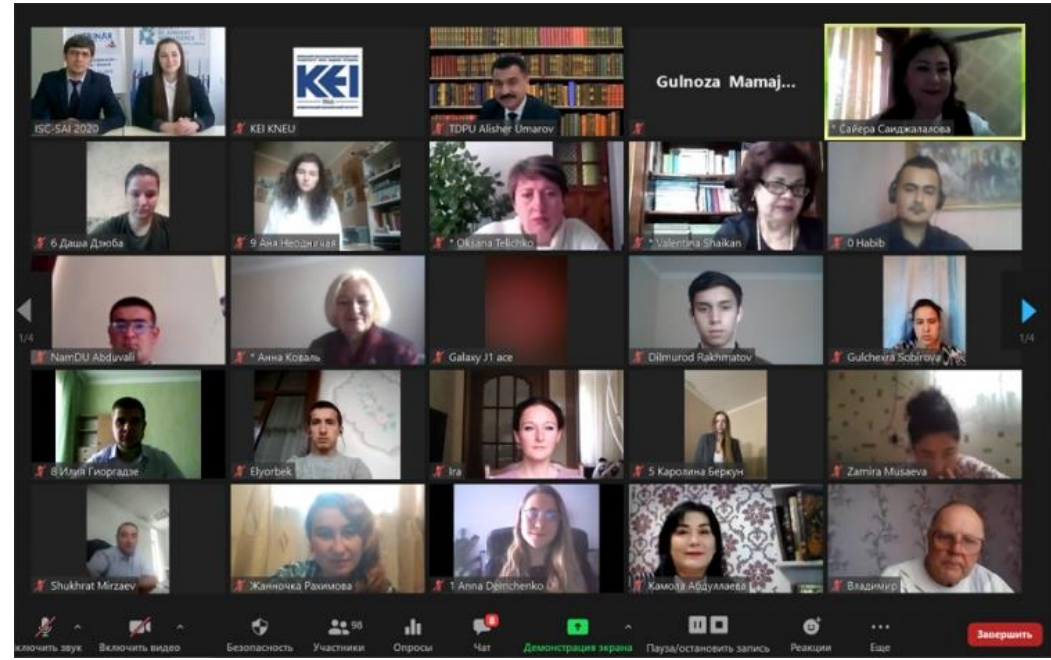 ISC-SAI 2020
KEI
KEI KNEU
TDPU Alisher Umarov
Gulnoza Mamaj...
* Сайера Саиджалалова
6 Даша Дзюба
9 Аня Неодничая
* Oksana Telichko
* Valentina Shaikan
0 Habib
1/4
NamDU Abduvali
* Анна Коваль
Galaxy J1 ace
Dilmurod Rakhmatov
Gulchexra Sobirova
1/4
8 Илия Гиоргадзе
Elyorbek
Ira
5 Каролина Беркун
Zamira Musaeva
Shukhrat Mirzaev
Жанночка Рахимова
1 Anna Demchenko
Камола Абдуллаева
Владимир
ключить звук
Включить видео
Безопасность
98
Участники
Опросы
8
Чат
Демонстрация экрана
Пауза/остановить запись
Реакции
Еще
Завершить